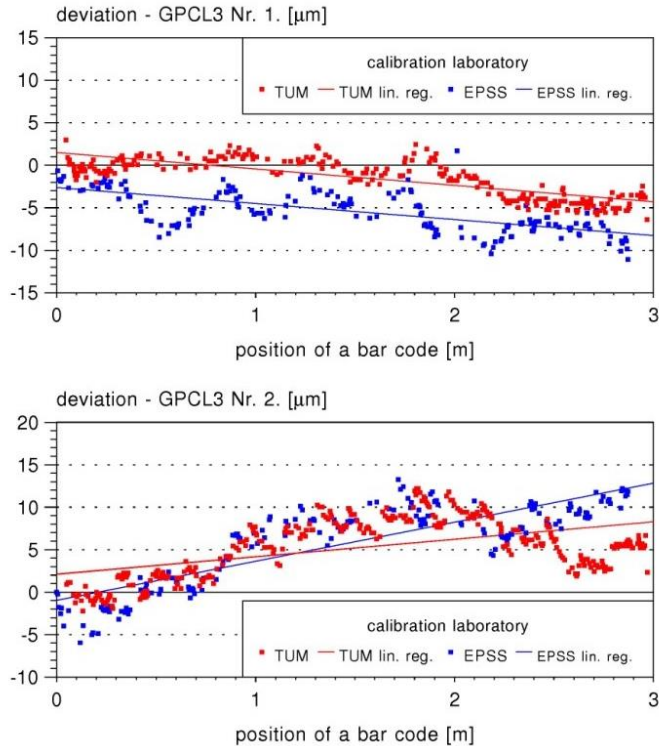 deviation - GPCL3 Nr. 1. [μm]
15
10
5
0
-5
-10
-15
calibration laboratory
TUM TUM lin. reg. EPSS EPSS lin. reg.
0 1 2 3
position of a bar code [m]
deviation - GPCL3 Nr. 2. [μm]
20
15
10
5
0
-5
-10
calibration laboratory
TUM TUM lin. reg. EPSS EPSS lin. reg.
0 1 2 3
position of a bar code [m]